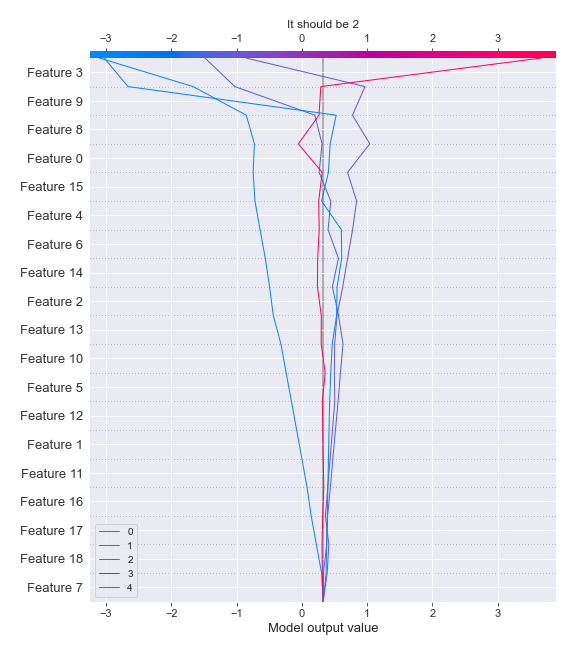 It should be 2
−3 −2 −1 0 1 2 3
Feature 3
Feature 9
Feature 8
Feature 0
Feature 15
Feature 4
Feature 6
Feature 14
Feature 2
Feature 13
Feature 10
Feature 5
Feature 12
Feature 1
Feature 11
Feature 16
Feature 17
Feature 18
Feature 7
0
1
2
3
4
−3 −2 −1 0 1 2 3
Model output value